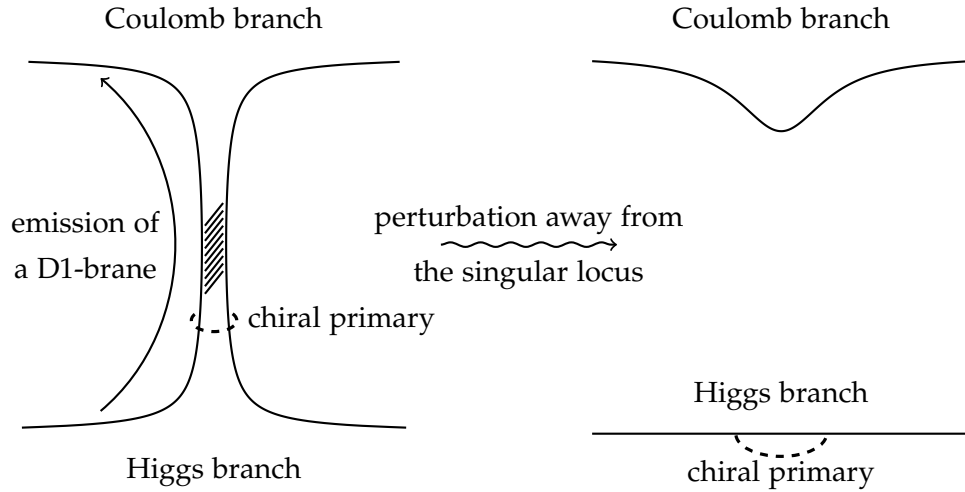 Coulomb branch
emission of
a D1-brane
chiral primary
Higgs branch
perturbation away from
the singular locus
Coulomb branch
Higgs branch
chiral primary